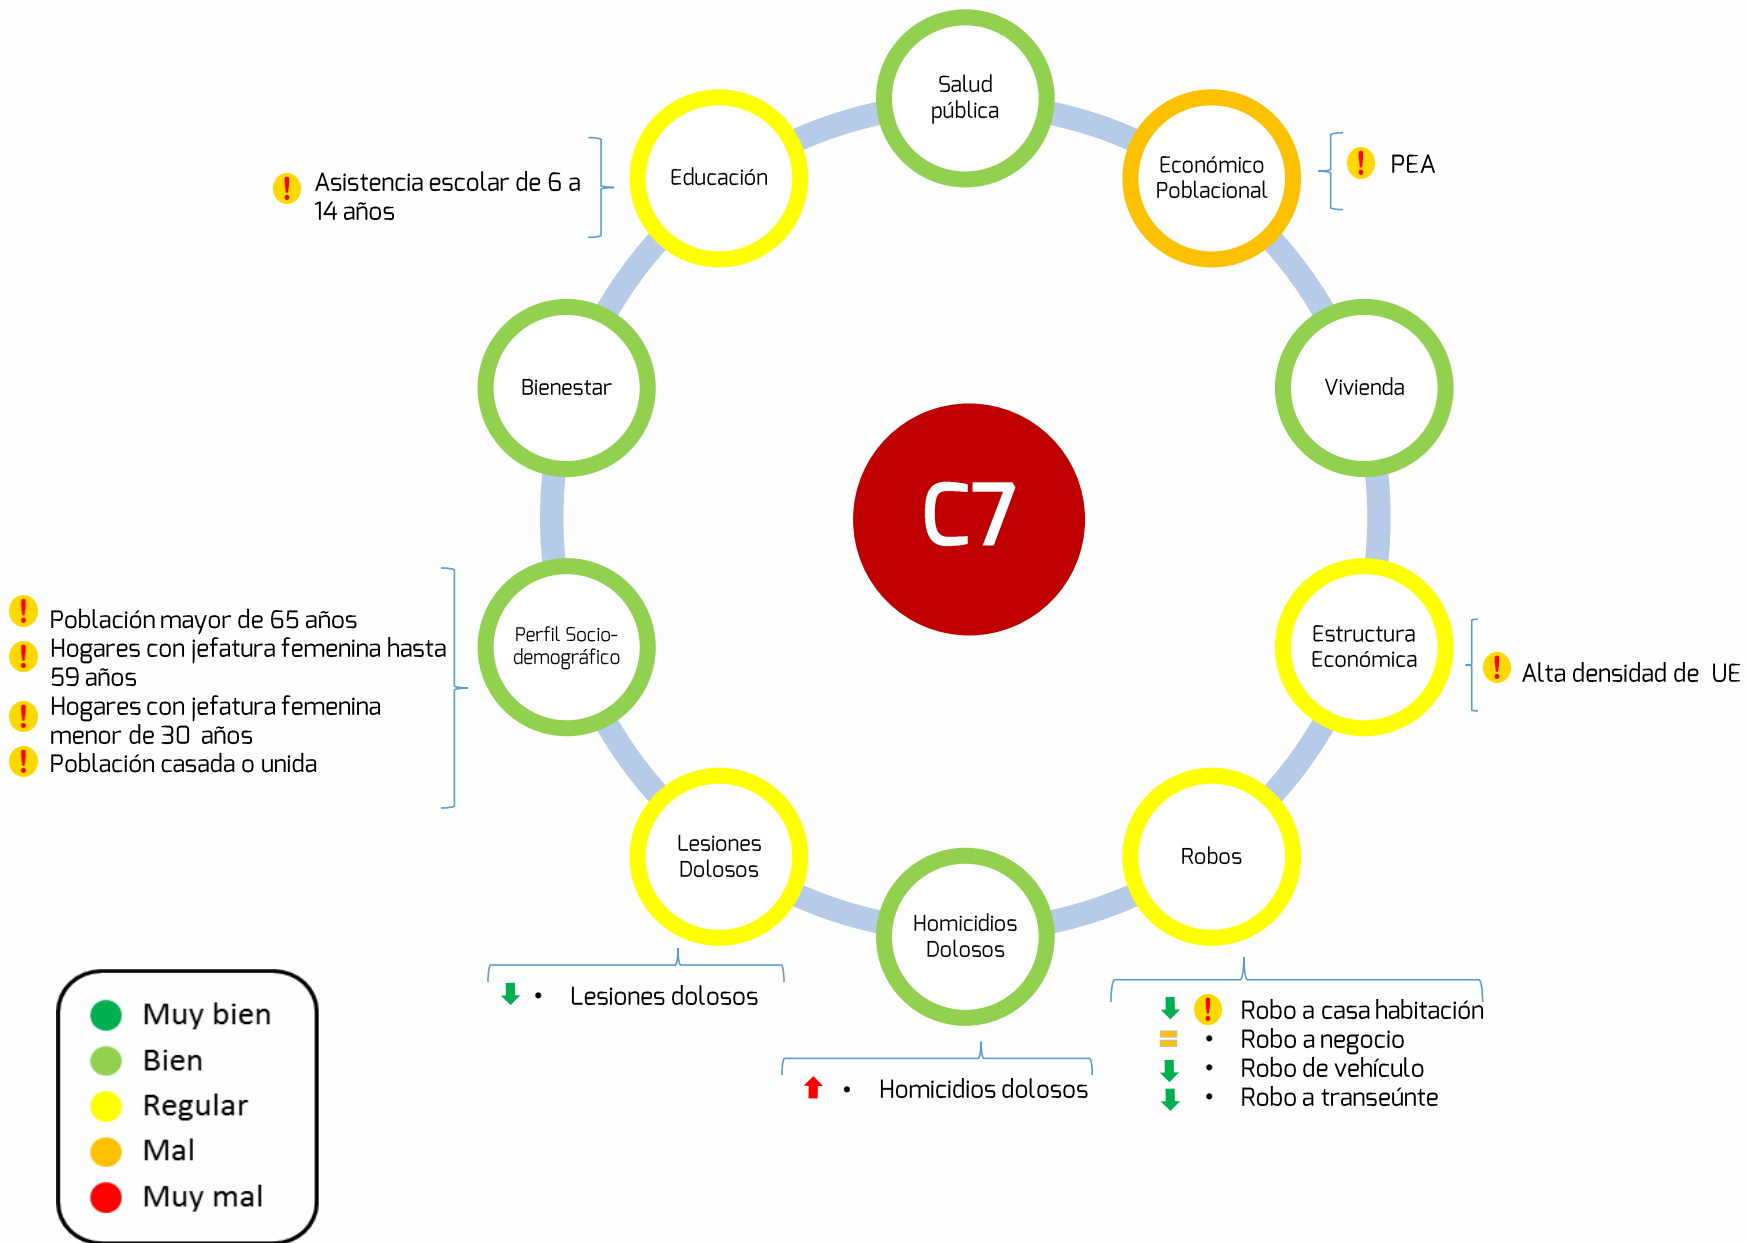 Salud
pública
Económico
Poblacional
! PEA
Educación
! Asistencia escolar de 6 a
14 años
Bienestar
Vivienda
C7
Perfil Socio-
demográfico
! Población mayor de 65 años
! Hogares con jefatura femenina hasta
59 años
! Hogares con jefatura femenina
menor de 30 años
! Población casada o unida
Estructura
Económica
! Alta densidad de UE
Lesiones
Dolosos
• Lesiones dolosos
Homicidios
Dolosos
• Homicidios dolosos
Robos
! Robo a casa habitación
• Robo a negocio
• Robo de vehículo
• Robo a transeúnte
Muy bien
Bien
Regular
Mal
Muy mal